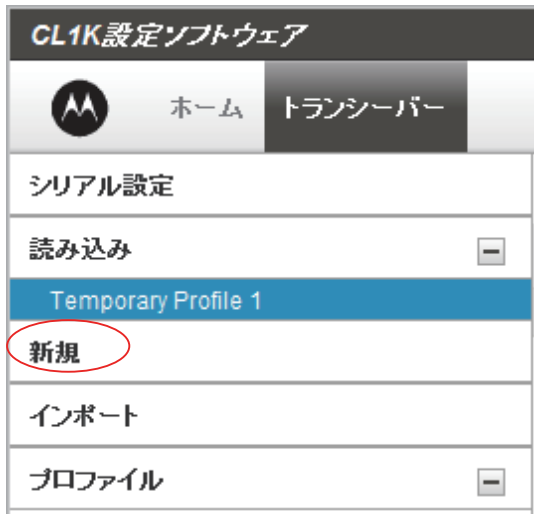 CL1K設定ソフトウェア
ホーム トランシーバー
シリアル設定
読み込み
Temporary Profile 1
新規
インポート
プロファイル